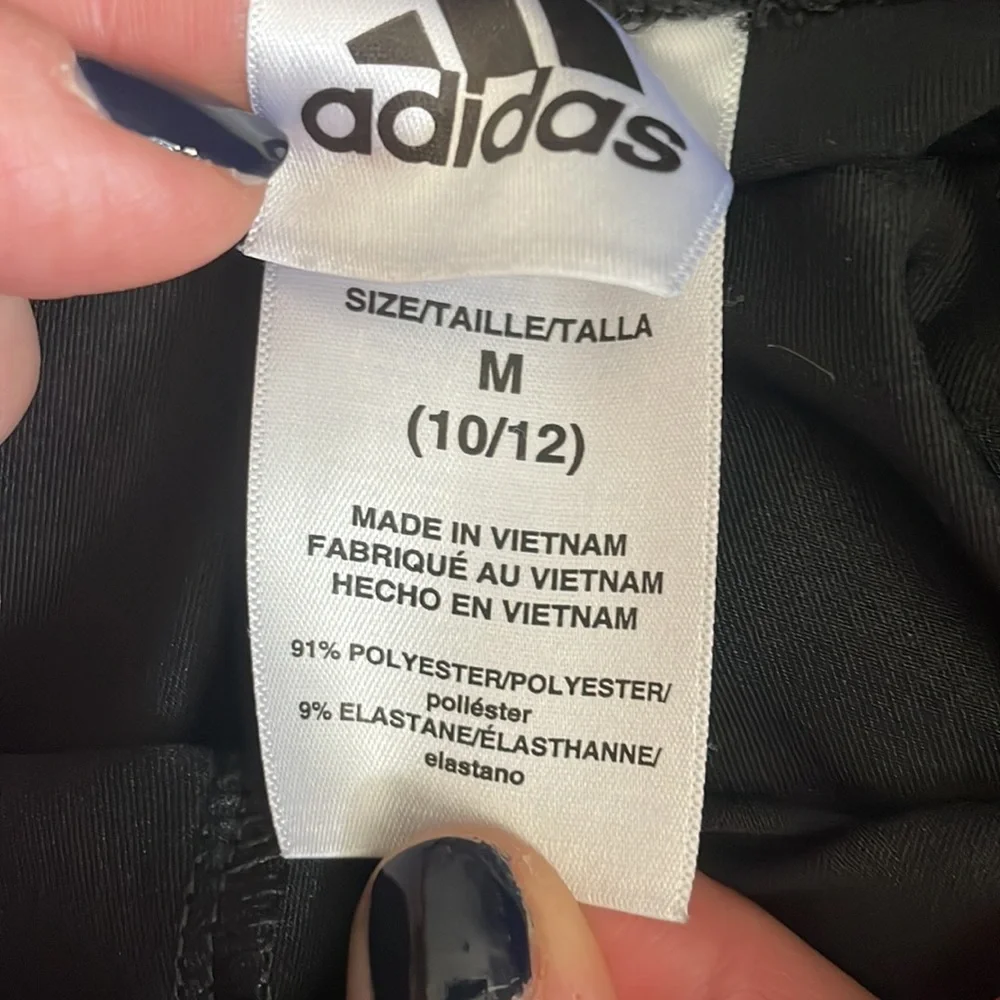 adidas
SIZE/TAILLE/TALLA
M
(10/12)
MADE IN VIETNAM
FABRIQUÉ AU VIETNAM
HECHO EN VIETNAM
91% POLYESTER/POLYESTER/
poliéster
9% ELASTANE/ÉLASTHANNE/
elastano